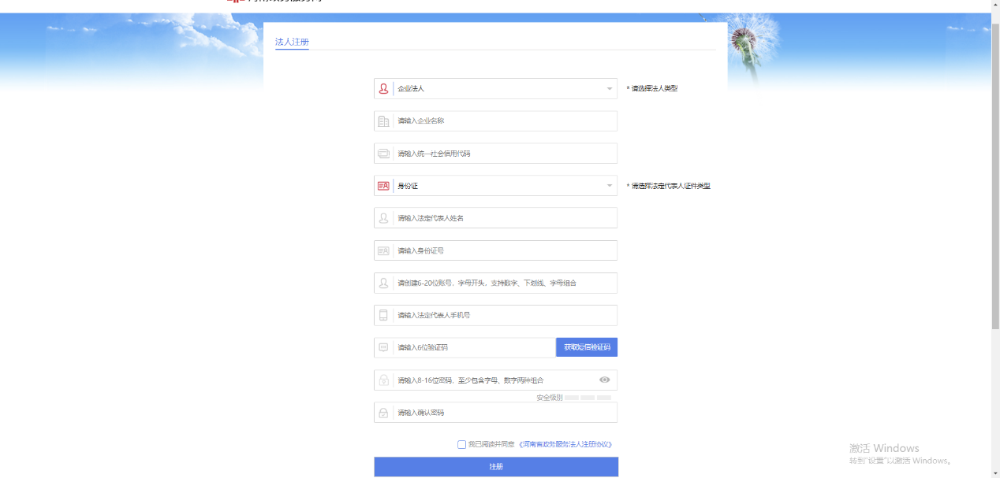 法人注册
企业法人
* 请选择法人类型
请输入企业名称
请输入统一社会信用代码
身份证
* 请选择法定代表人证件类型
请输入法定代表人姓名
请输入身份证号
请创建6-20位账号，字母开头，支持数字、下划线、字母组合
请输入法定代表人手机号
请输入6位验证码
获取短信验证码
请输入8-16位密码，至少包含字母、数字两种组合
安全级别
请输入确认密码
我已阅读并同意 《河南省政务服务法人注册协议》
注册
激活 Windows
转到"设置"以激活 Windows。